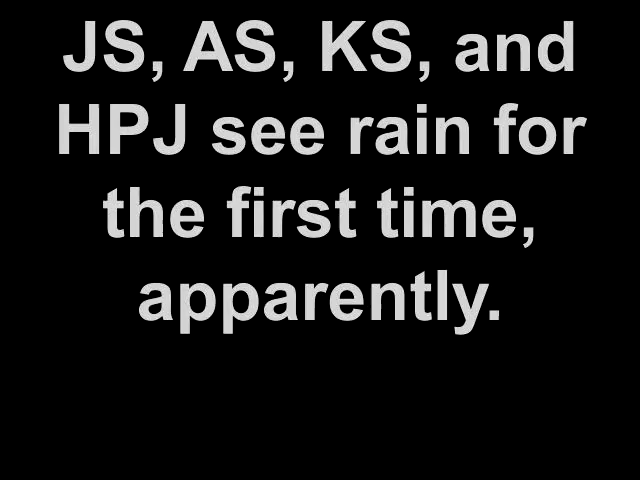 JS, AS, KS, and
HPJ see rain for
the first time,
apparently.